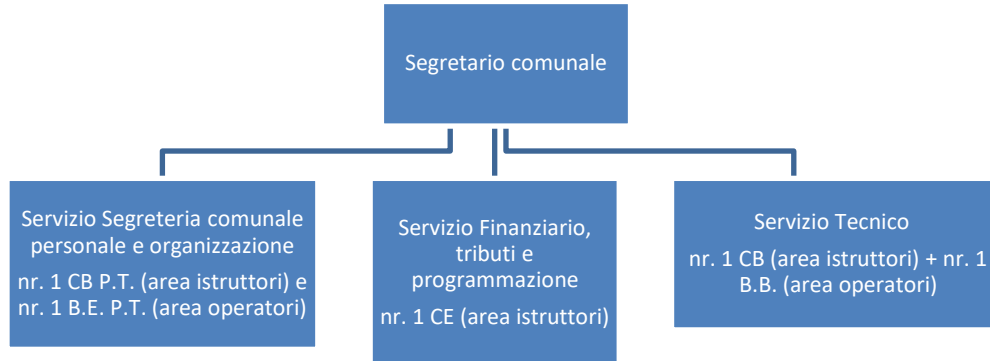 Segretario comunale
Servizio Segreteria comunale
personale e organizzazione
nr. 1 CB P.T. (area istruttori) e
nr. 1 B.E. P.T. (area operatori)
Servizio Finanziario,
tributi e
programmazione
nr. 1 CE (area istruttori)
Servizio Tecnico
nr. 1 CB (area istruttori) + nr. 1
B.B. (area operatori)